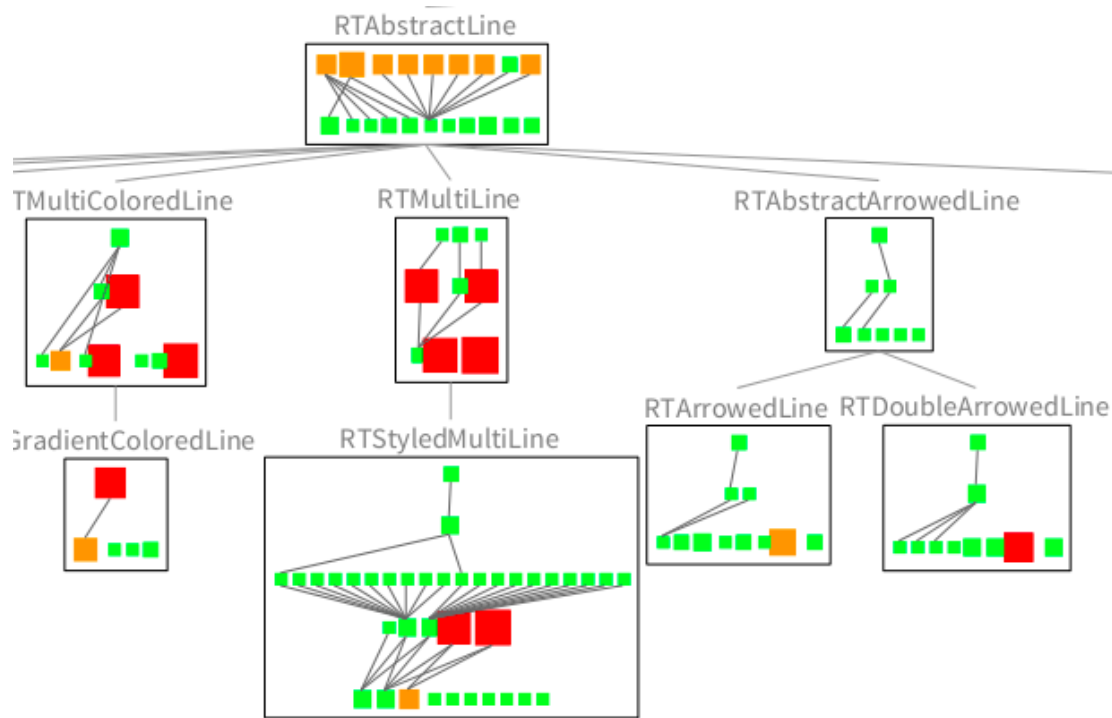 RTAbstractLine
TMultiColoredLine
RTMultiLine
RTAbstractArrowedLine
GradientColoredLine
RTStyledMultiLine
RTArrowedLine
RTDoubleArrowedLine